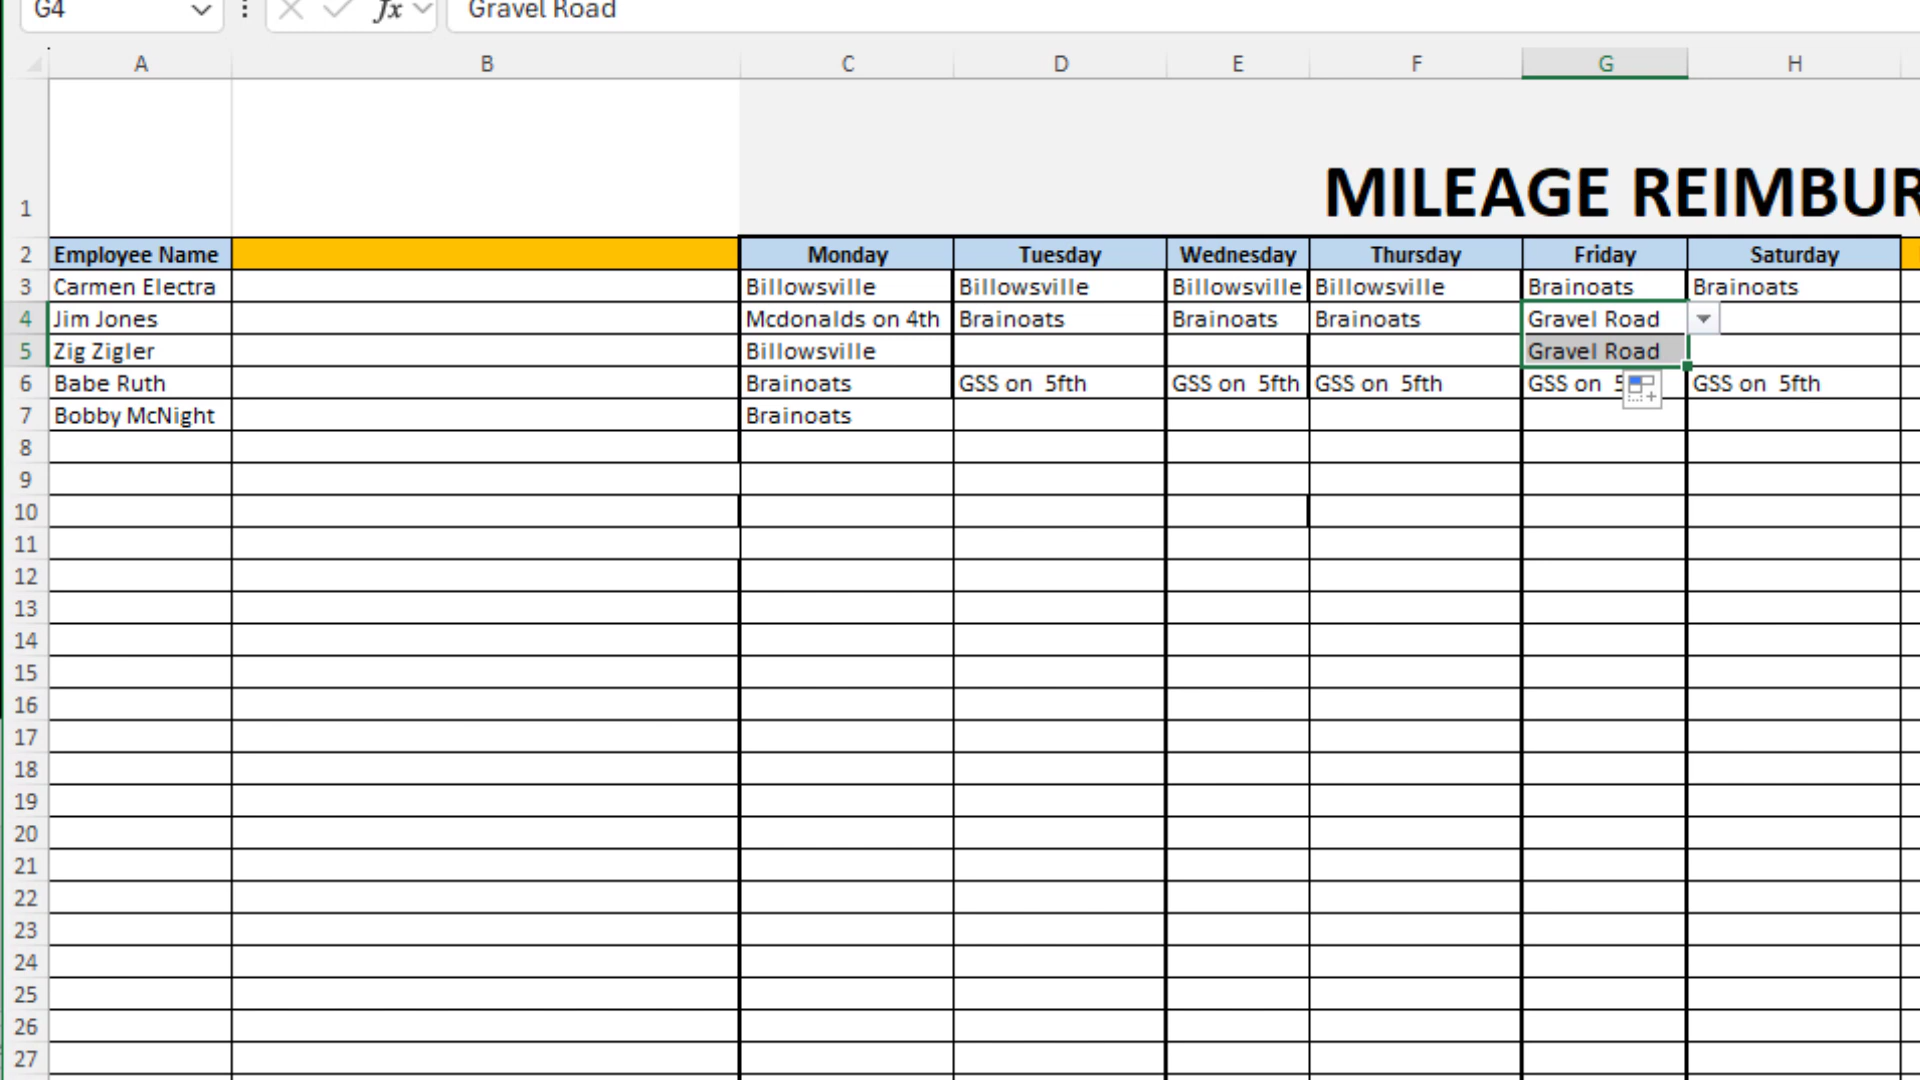 G4 fx Gravel Road
A B C D E F G H
1 MILEAGE REIMBUR
2 Employee Name Monday Tuesday Wednesday Thursday Friday Saturday
3 Carmen Electra Billowsville Billowsville Billowsville Billowsville Brainoats Brainoats
4 Jim Jones Mcdonalds on 4th Brainoats Brainoats Brainoats Gravel Road
5 Zig Zigler Billowsville Gravel Road
6 Babe Ruth Brainoats GSS on  5fth GSS on  5fth GSS on  5fth GSS on  5 GSS on  5fth
7 Bobby McNight Brainoats
8
9
10
11
12
13
14
15
16
17
18
19
20
21
22
23
24
25
26
27